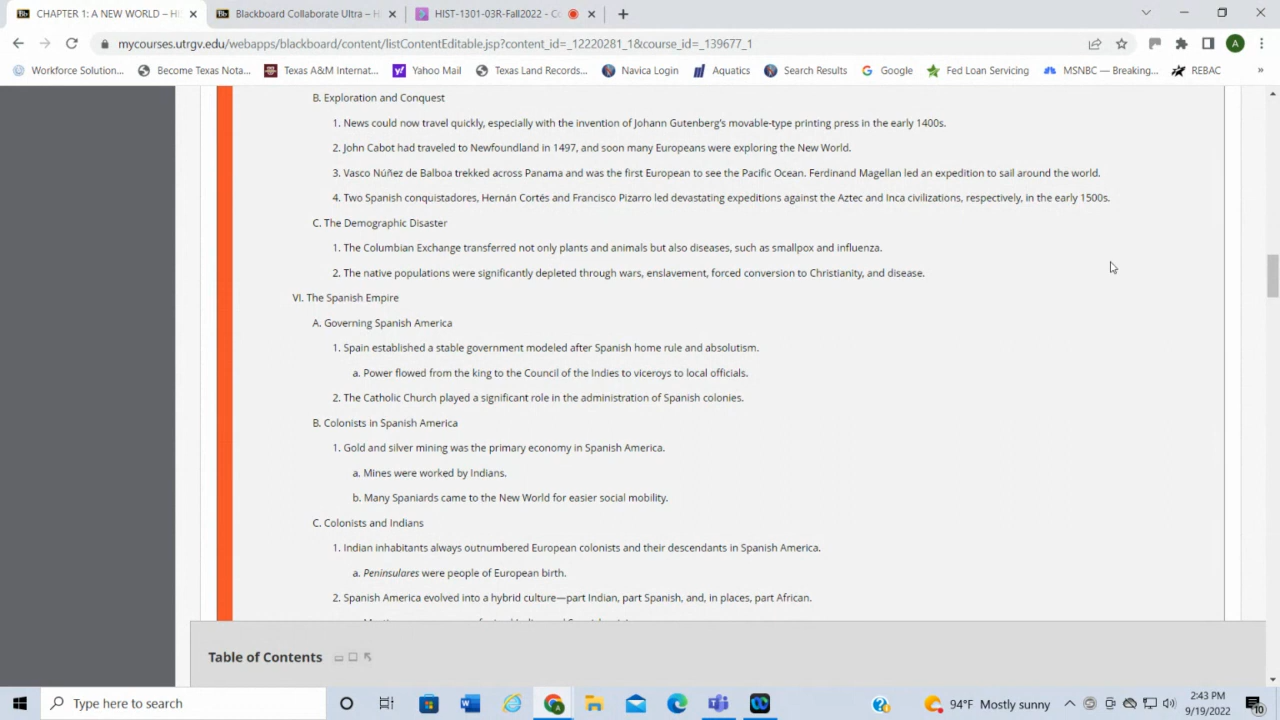 CHAPTER 1: A NEW WORLD – H
Blackboard Collaborate Ultra – H
HIST-1301-03R-Fall2022 - Co
mycourses.utrgv.edu/webapps/blackboard/content/listContentEditable.jsp?content_id=_12220281_1&course_id=_139677_1
A
Workforce Solution...
Become Texas Nota...
Texas A&M Internat...
Yahoo Mail
Texas Land Records...
Navica Login
Aquatics
Search Results
Google
Fed Loan Servicing
MSNBC — Breaking...
REBAC
»
B. Exploration and Conquest
1. News could now travel quickly, especially with the invention of Johann Gutenberg's movable-type printing press in the early 1400s.
2. John Cabot had traveled to Newfoundland in 1497, and soon many Europeans were exploring the New World.
3. Vasco Núñez de Balboa trekked across Panama and was the first European to see the Pacific Ocean. Ferdinand Magellan led an expedition to sail around the world.
4. Two Spanish conquistadores, Hernán Cortés and Francisco Pizarro led devastating expeditions against the Aztec and Inca civilizations, respectively, in the early 1500s.
C. The Demographic Disaster
1. The Columbian Exchange transferred not only plants and animals but also diseases, such as smallpox and influenza.
2. The native populations were significantly depleted through wars, enslavement, forced conversion to Christianity, and disease.
VI. The Spanish Empire
A. Governing Spanish America
1. Spain established a stable government modeled after Spanish home rule and absolutism.
a. Power flowed from the king to the Council of the Indies to viceroys to local officials.
2. The Catholic Church played a significant role in the administration of Spanish colonies.
B. Colonists in Spanish America
1. Gold and silver mining was the primary economy in Spanish America.
a. Mines were worked by Indians.
b. Many Spaniards came to the New World for easier social mobility.
C. Colonists and Indians
1. Indian inhabitants always outnumbered European colonists and their descendants in Spanish America.
a. Peninsulares were people of European birth.
2. Spanish America evolved into a hybrid culture—part Indian, part Spanish, and, in places, part African.
Table of Contents
Type here to search
94°F Mostly sunny
2:43 PM
9/19/2022
10